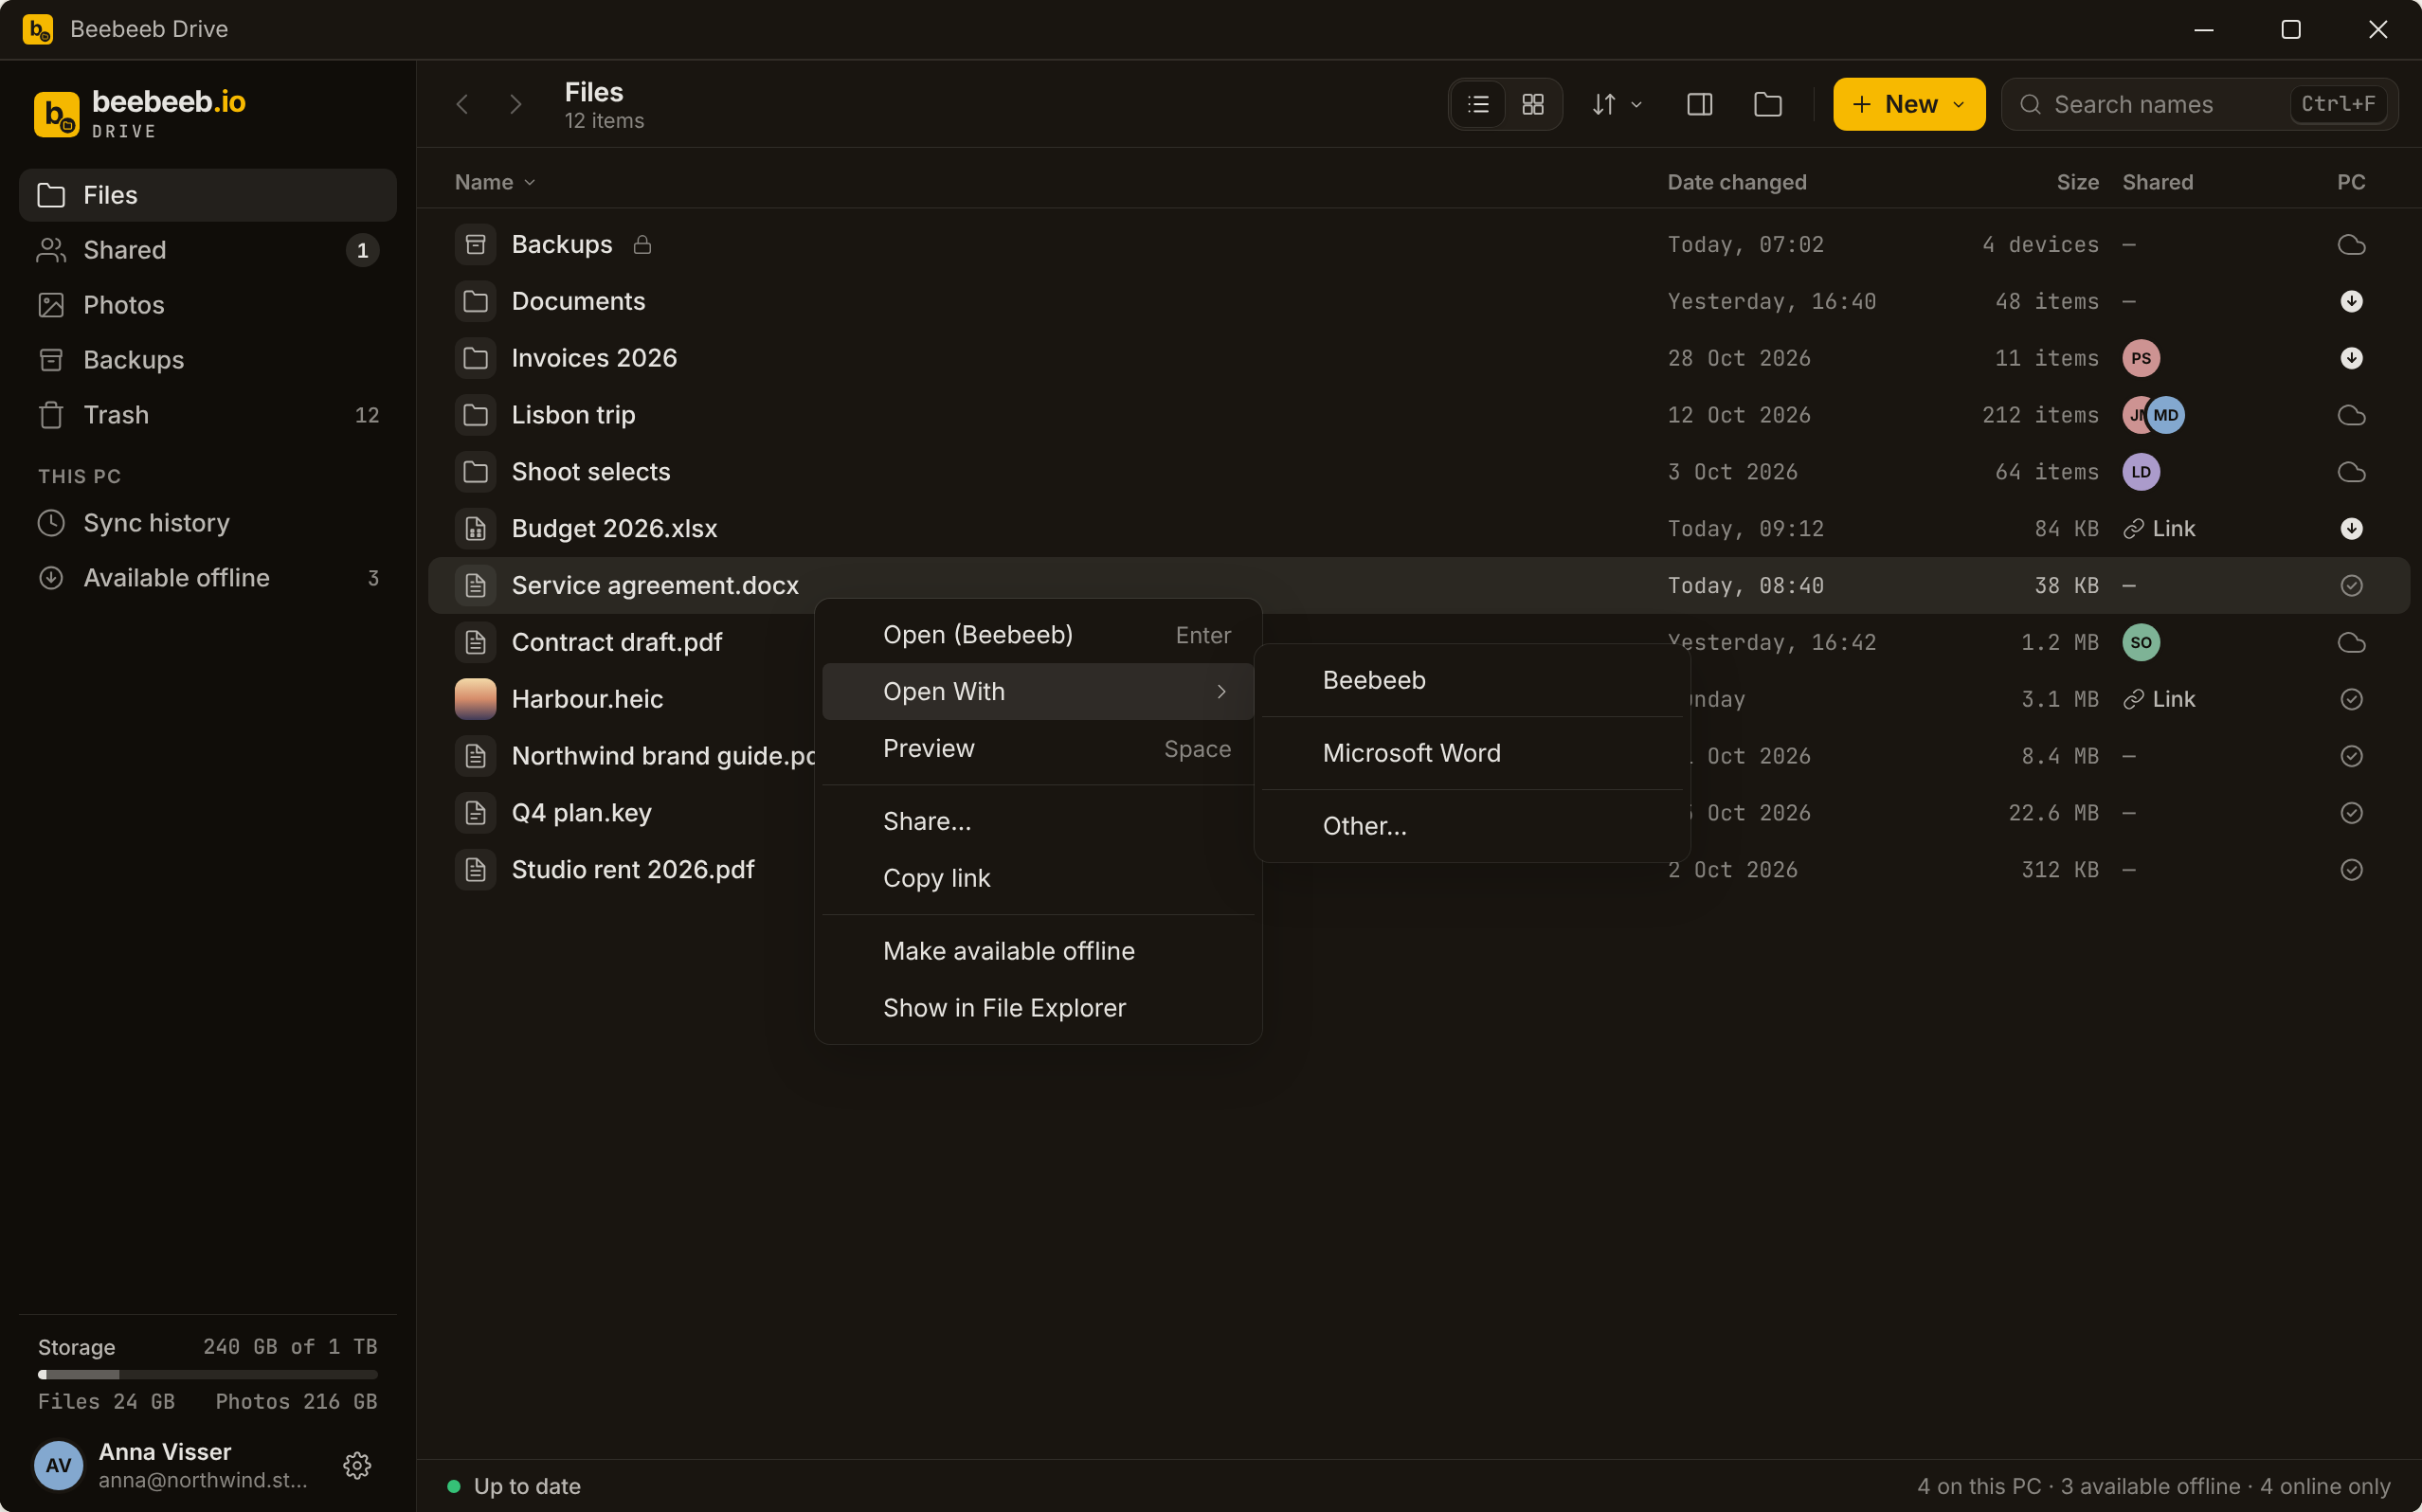 Beebeeb Drive
beebeeb.io
DRIVE
Files
Shared 1
Photos
Backups
Trash 12
THIS PC
Sync history
Available offline 3
Storage 240 GB of 1 TB
Files 24 GB Photos 216 GB
AV Anna Visser
anna@northwind.st...
Files
12 items
New
Search names Ctrl+F
Name Date changed Size Shared PC
Backups Today, 07:02 4 devices —
Documents Yesterday, 16:40 48 items —
Invoices 2026 28 Oct 2026 11 items PS
Lisbon trip 12 Oct 2026 212 items MD
Shoot selects 3 Oct 2026 64 items LD
Budget 2026.xlsx Today, 09:12 84 KB Link
Service agreement.docx Today, 08:40 38 KB —
Contract draft.pdf Yesterday, 16:42 1.2 MB SO
Harbour.heic 3.1 MB Link
Northwind brand guide Oct 2026 8.4 MB —
Q4 plan.key Oct 2026 22.6 MB —
Studio rent 2026.pdf 2 Oct 2026 312 KB —
Open (Beebeeb) Enter
Open With
Preview Space
Share...
Copy link
Make available offline
Show in File Explorer
Beebeeb
Microsoft Word
Other...
Up to date
4 on this PC · 3 available offline · 4 online only